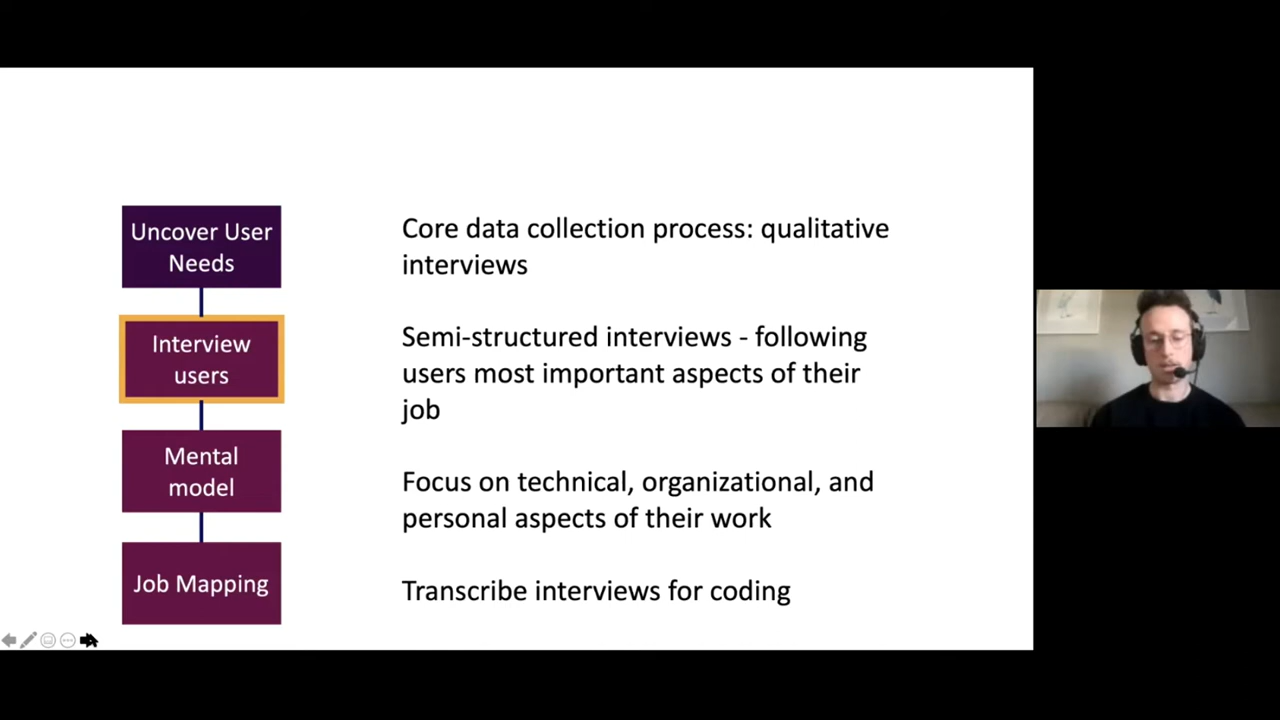 Uncover User
Needs
Interview
users
Mental
model
Job Mapping
Core data collection process: qualitative
interviews
Semi-structured interviews - following
users most important aspects of their
job
Focus on technical, organizational, and
personal aspects of their work
Transcribe interviews for coding